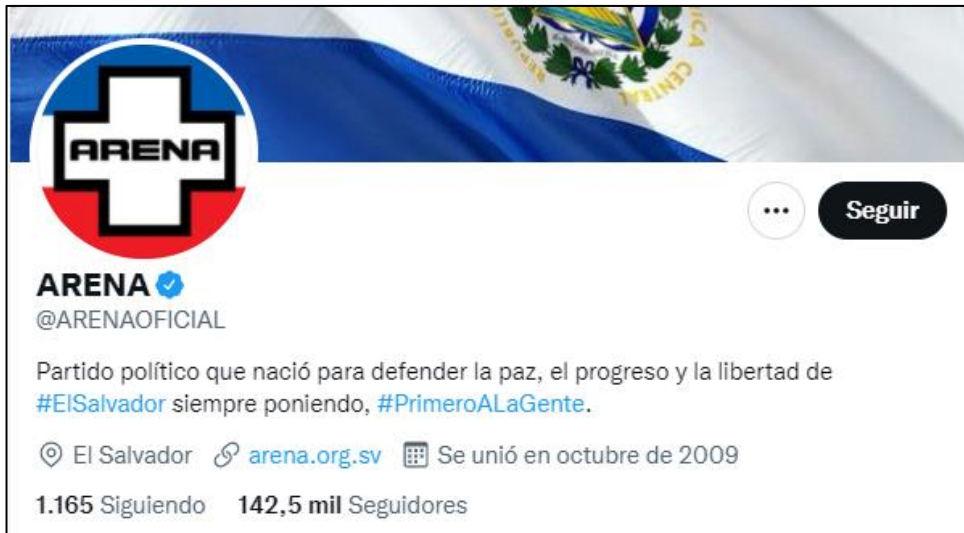 REPUBLICA
CENTRAL
ARENA
Seguir
ARENA
@ARENAOFICIAL
Partido político que nació para defender la paz, el progreso y la libertad de
#ElSalvador siempre poniendo, #PrimeroALaGente.
El Salvador arena.org.sv Se unió en octubre de 2009
1.165 Siguiendo 142,5 mil Seguidores